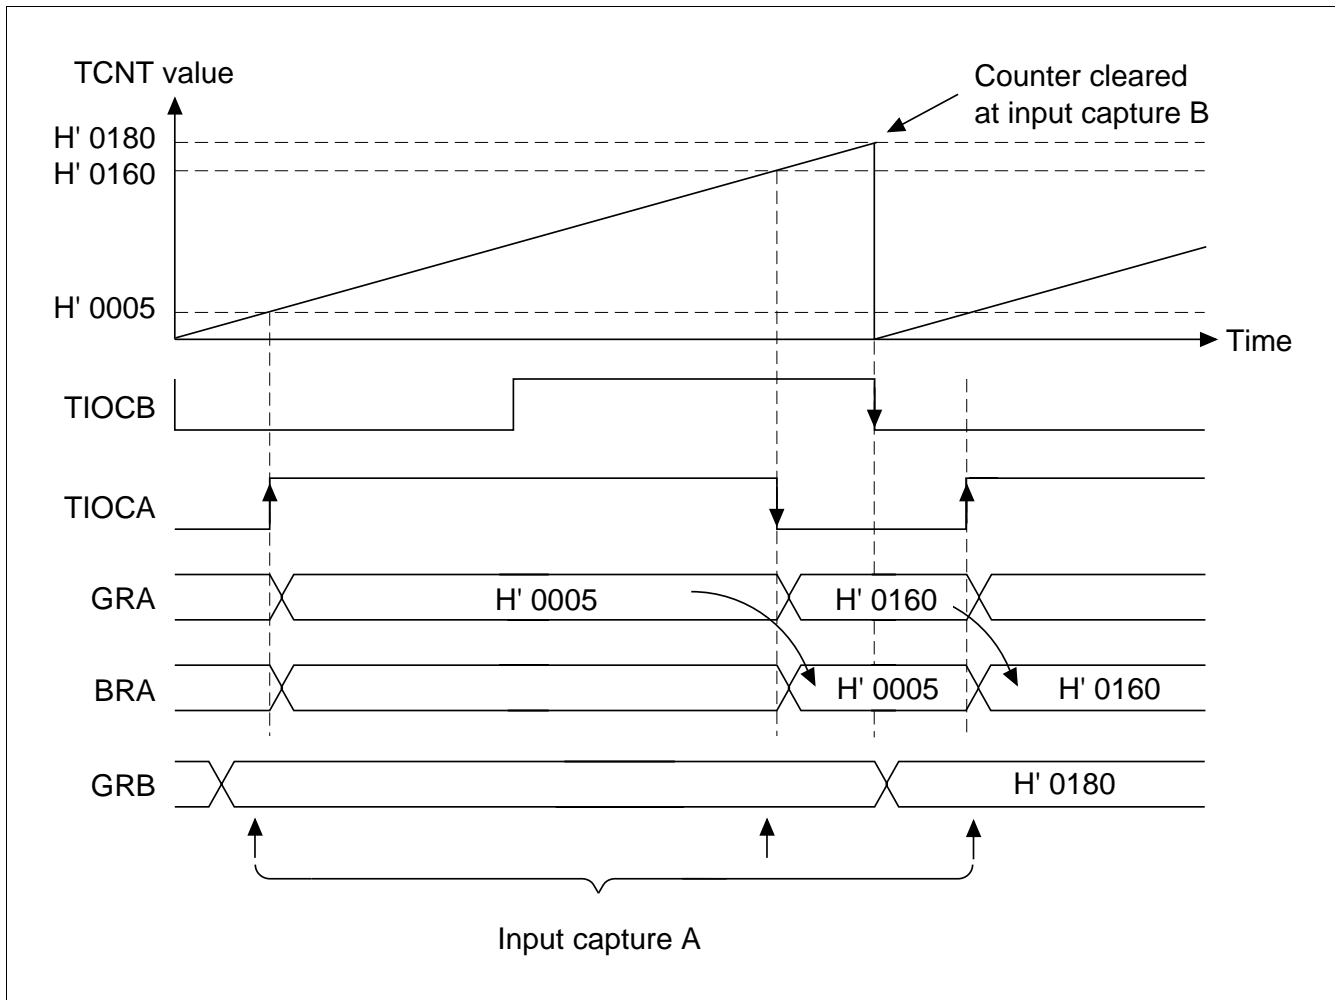 TCNT value
Counter cleared
at input capture B
H' 0180
H' 0160
H' 0005
Time
TIOCB
TIOCA
GRA
H' 0005
H' 0160
BRA
H' 0005
H' 0160
GRB
H' 0180
Input capture A